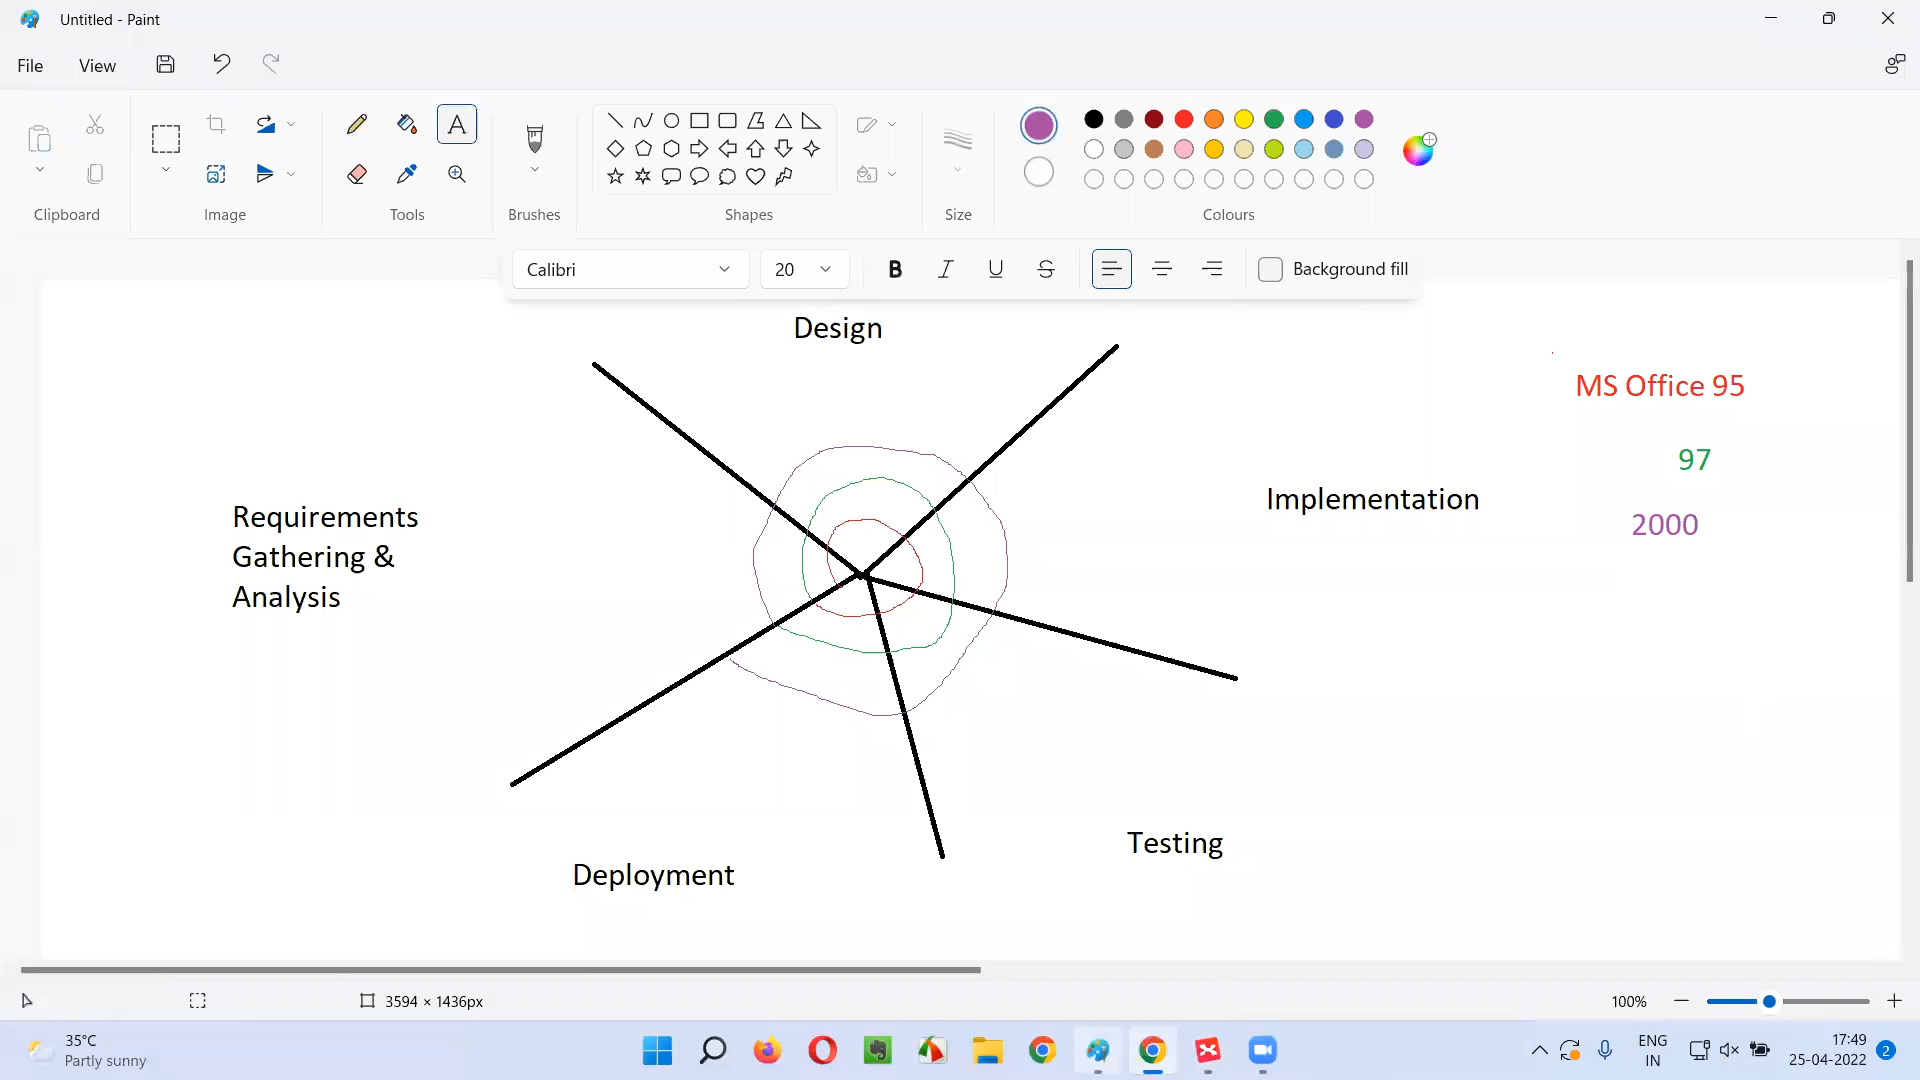 Untitled - Paint
File
View
Clipboard
Image
Tools
Brushes
Shapes
Size
Colours
Calibri
20
B
I
U
S
Background fill
Design
MS Office 95
97
Implementation
2000
Requirements
Gathering &
Analysis
Testing
Deployment
3594 × 1436px
100%
35°C
Partly sunny
ENG
IN
17:49
25-04-2022
2